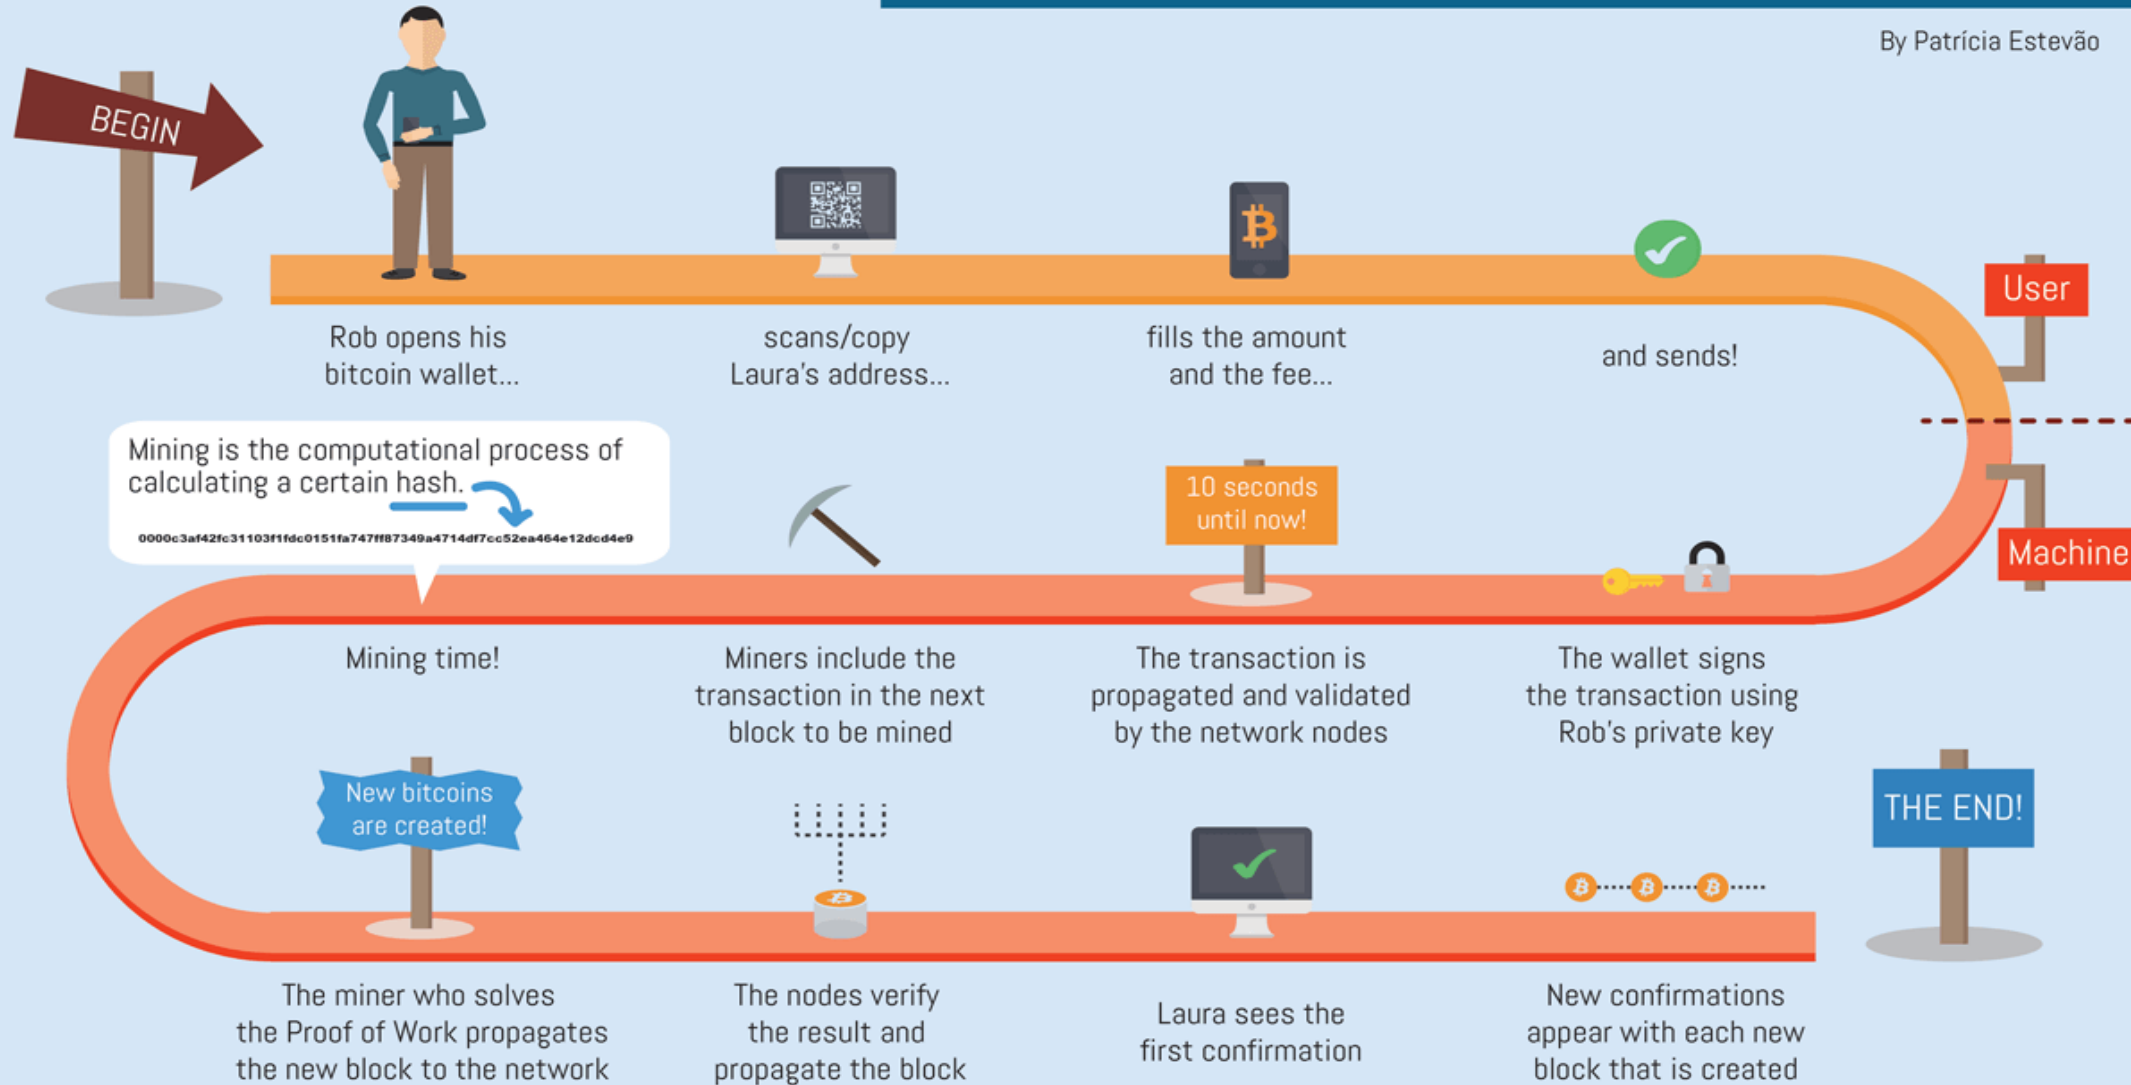 By Patrícia Estevão
BEGIN
Rob opens his
bitcoin wallet...
scans/copy
Laura's address...
fills the amount
and the fee...
and sends!
User
Machine
The wallet signs
the transaction using
Rob's private key
10 seconds
until now!
The transaction is
propagated and validated
by the network nodes
Miners include the
transaction in the next
block to be mined
Mining is the computational process of
calculating a certain hash.
0000c3af42fc31103f1fdc0151fa747ff87349a4714df7cc52ea464e12dcd4e9
Mining time!
New bitcoins
are created!
The miner who solves
the Proof of Work propagates
the new block to the network
The nodes verify
the result and
propagate the block
Laura sees the
first confirmation
New confirmations
appear with each new
block that is created
THE END!